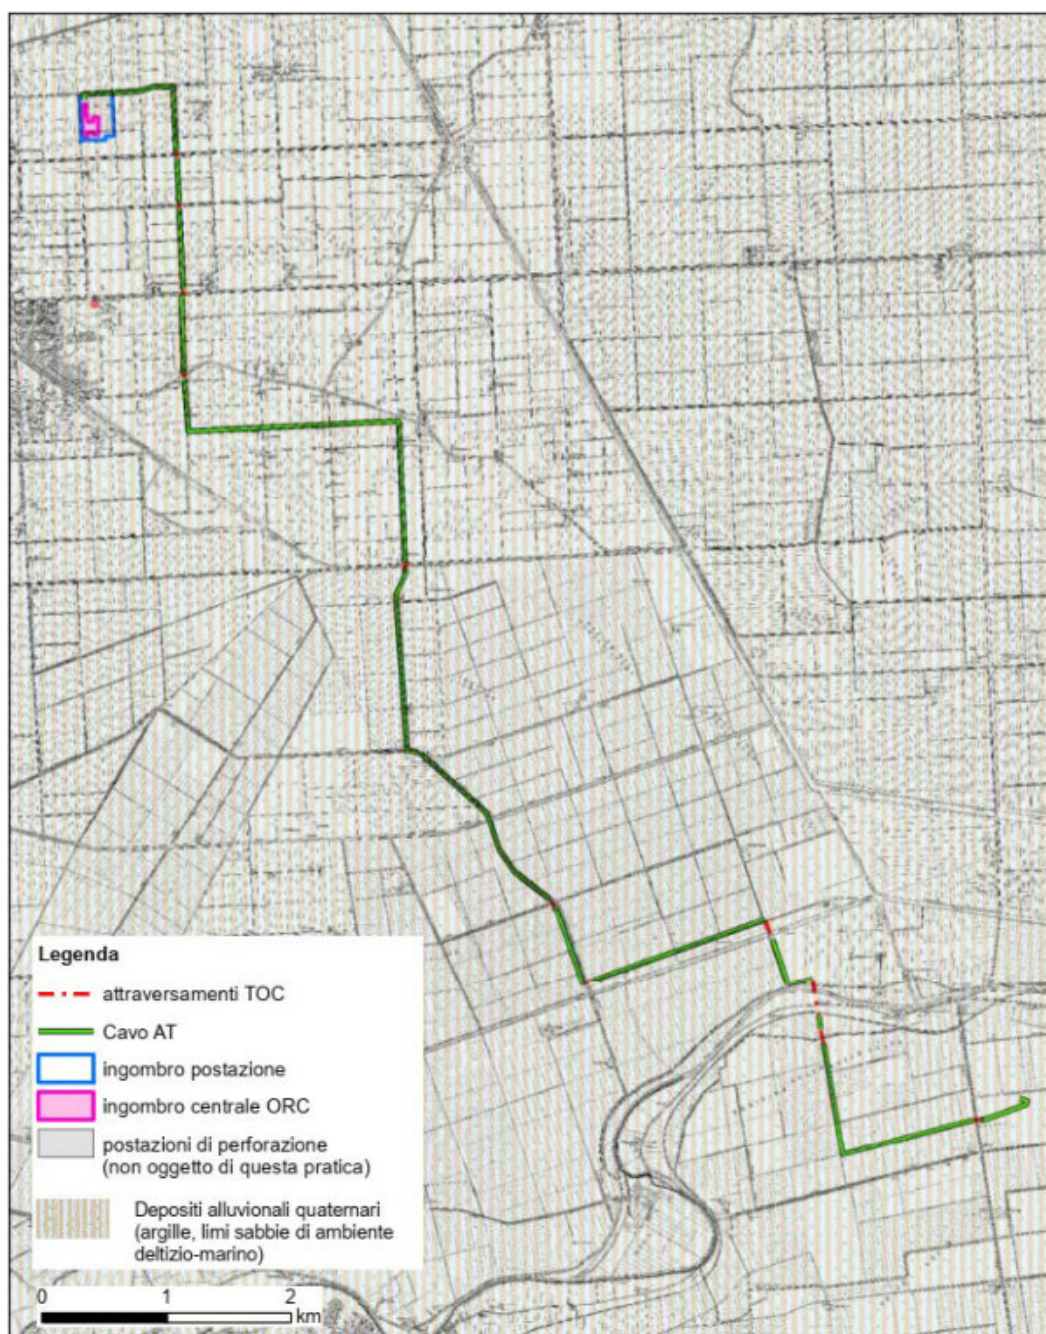 Legenda
attraversamenti TOC
Cavo AT
ingombro postazione
ingombro centrale ORC
postazioni di perforazione
(non oggetto di questa pratica)
Depositi alluvionali quaternari
(argille, limi sabbie di ambiente
deltizio-marino)
0 1 2
km